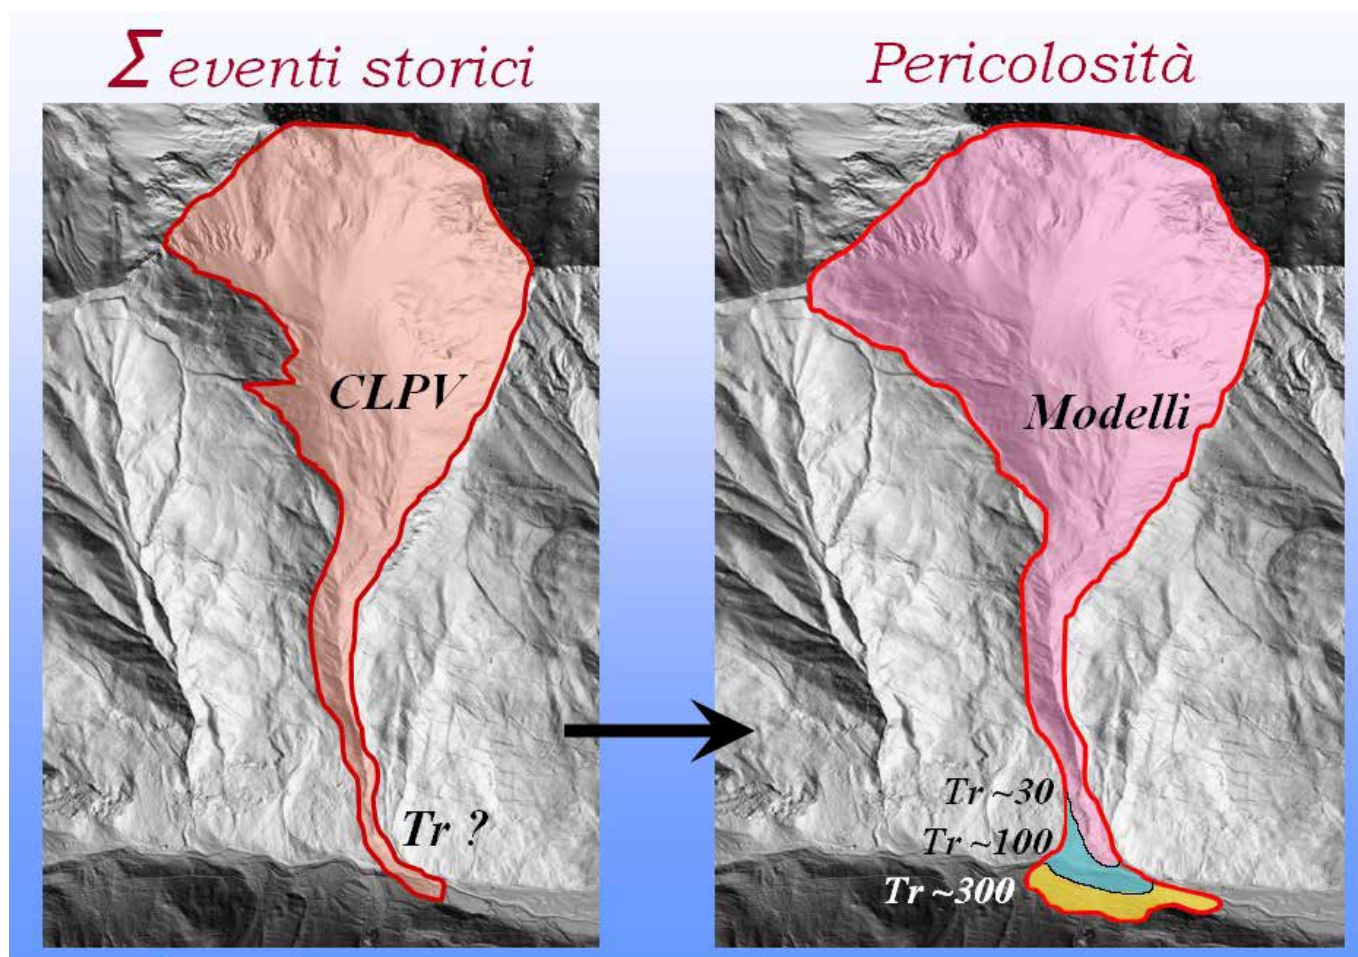 Σ eventi storici
CLPV
Tr ?
Pericolosità
Modelli
Tr ~30
Tr ~100
Tr ~300